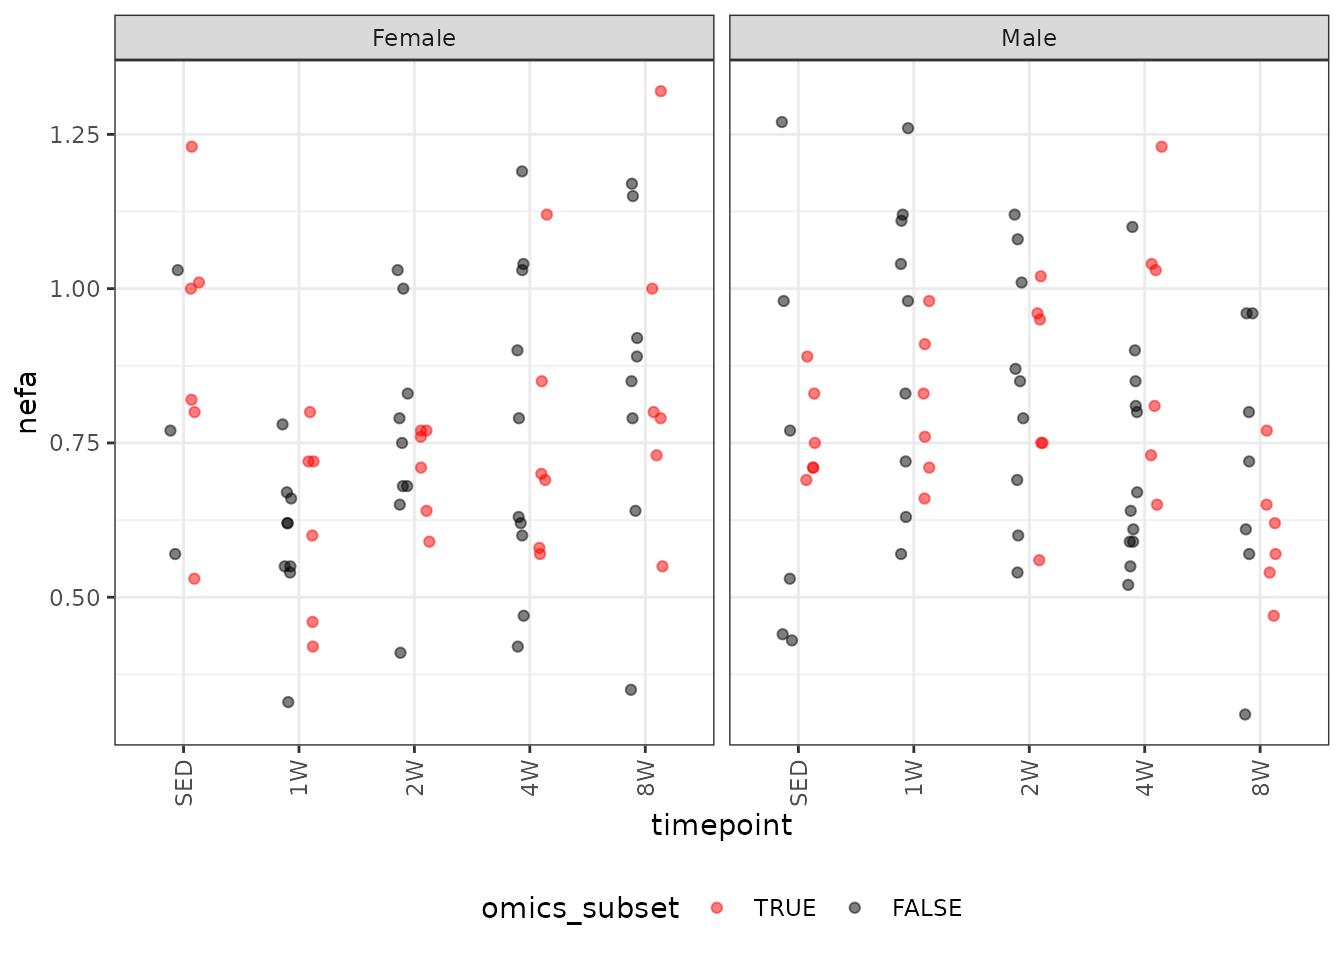 Female Male
nefa
1.25
1.00
0.75
0.50
SED 1W 2W 4W 8W SED 1W 2W 4W 8W
timepoint
omics_subset TRUE FALSE